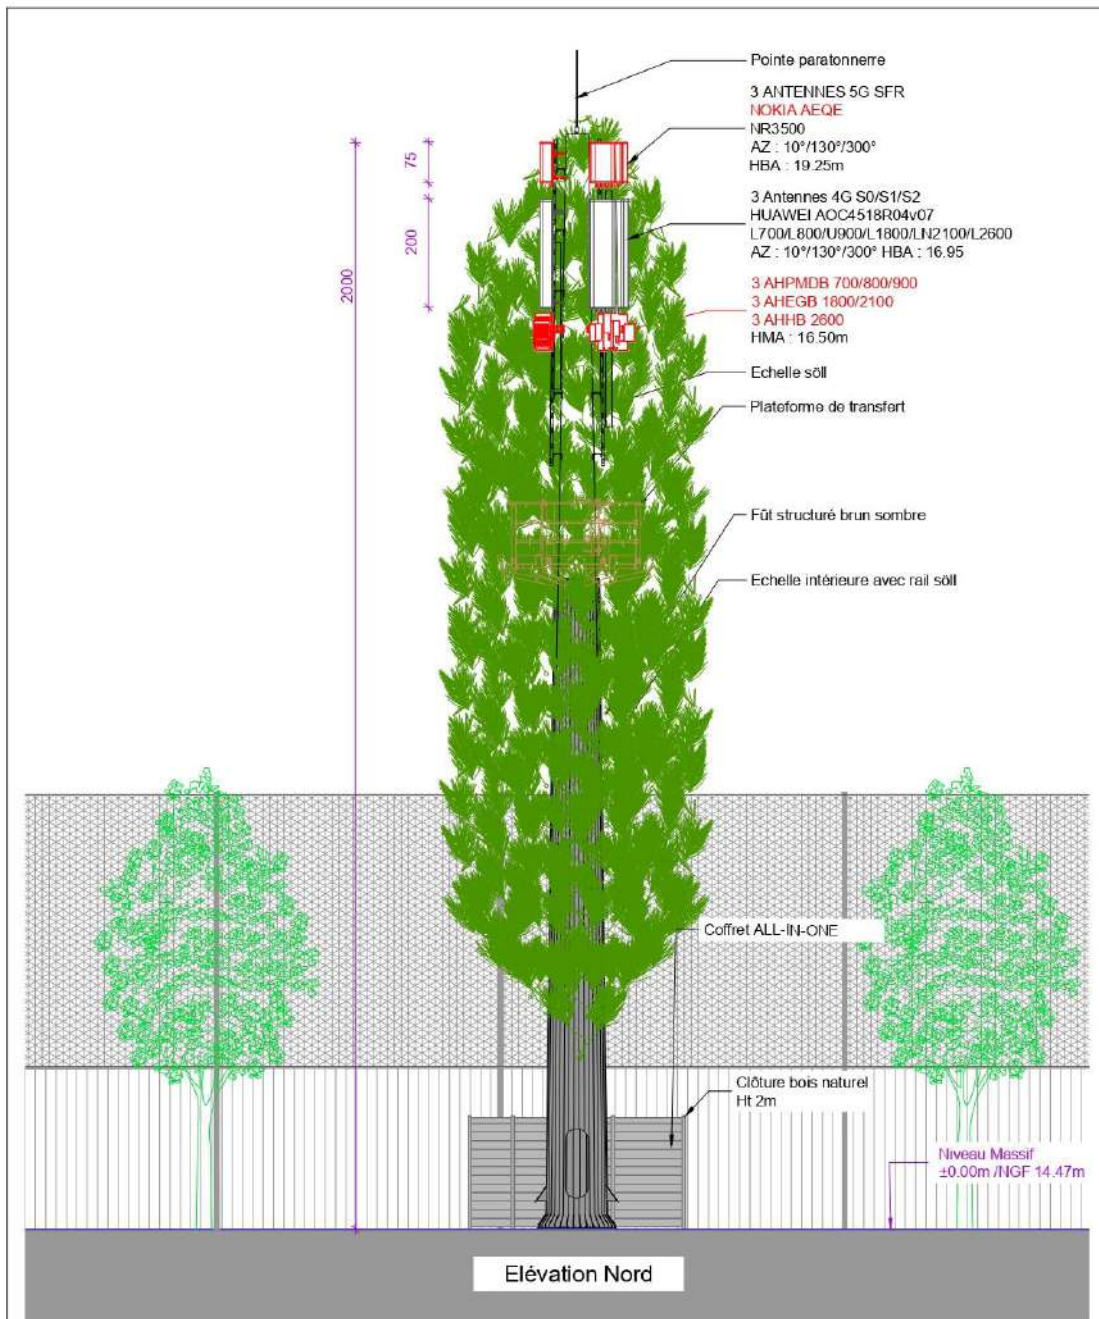 Pointe paratonnerre
3 ANTENNES 5G SFR
NOKIA AEQE
NR3500
AZ : 10°/130°/300°
HBA : 19.25m
3 Antennes 4G S0/S1/S2
HUAWEI AOC4518R04v07
L700/L800/U900/L1800/LN2100/L2600
AZ : 10°/130°/300° HBA : 16.95
3 AHPMDB 700/800/900
3 AHEGB 1800/2100
3 AHHB 2600
HMA : 16.50m
75
200
2000
Echelle söll
Plateforme de transfert
Fût structuré brun sombre
Echelle intérieure avec rail söll
Coffret ALL-IN-ONE
Clôture bois naturel
Ht 2m
Niveau Massif
±0.00m /NGF 14.47m
Elévation Nord